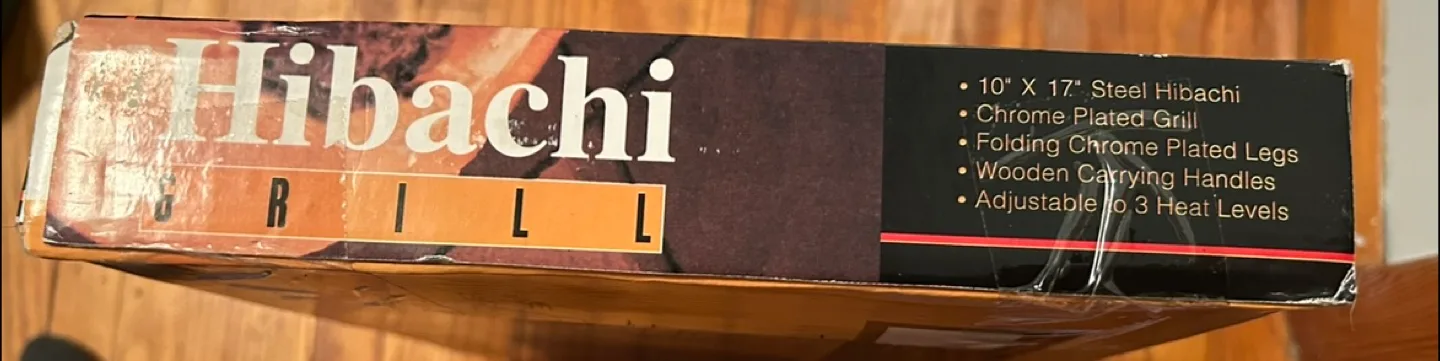 Hibachi
GRILL
• 10" X 17" Steel Hibachi
• Chrome Plated Grill
• Folding Chrome Plated Legs
• Wooden Carrying Handles
• Adjustable to 3 Heat Levels